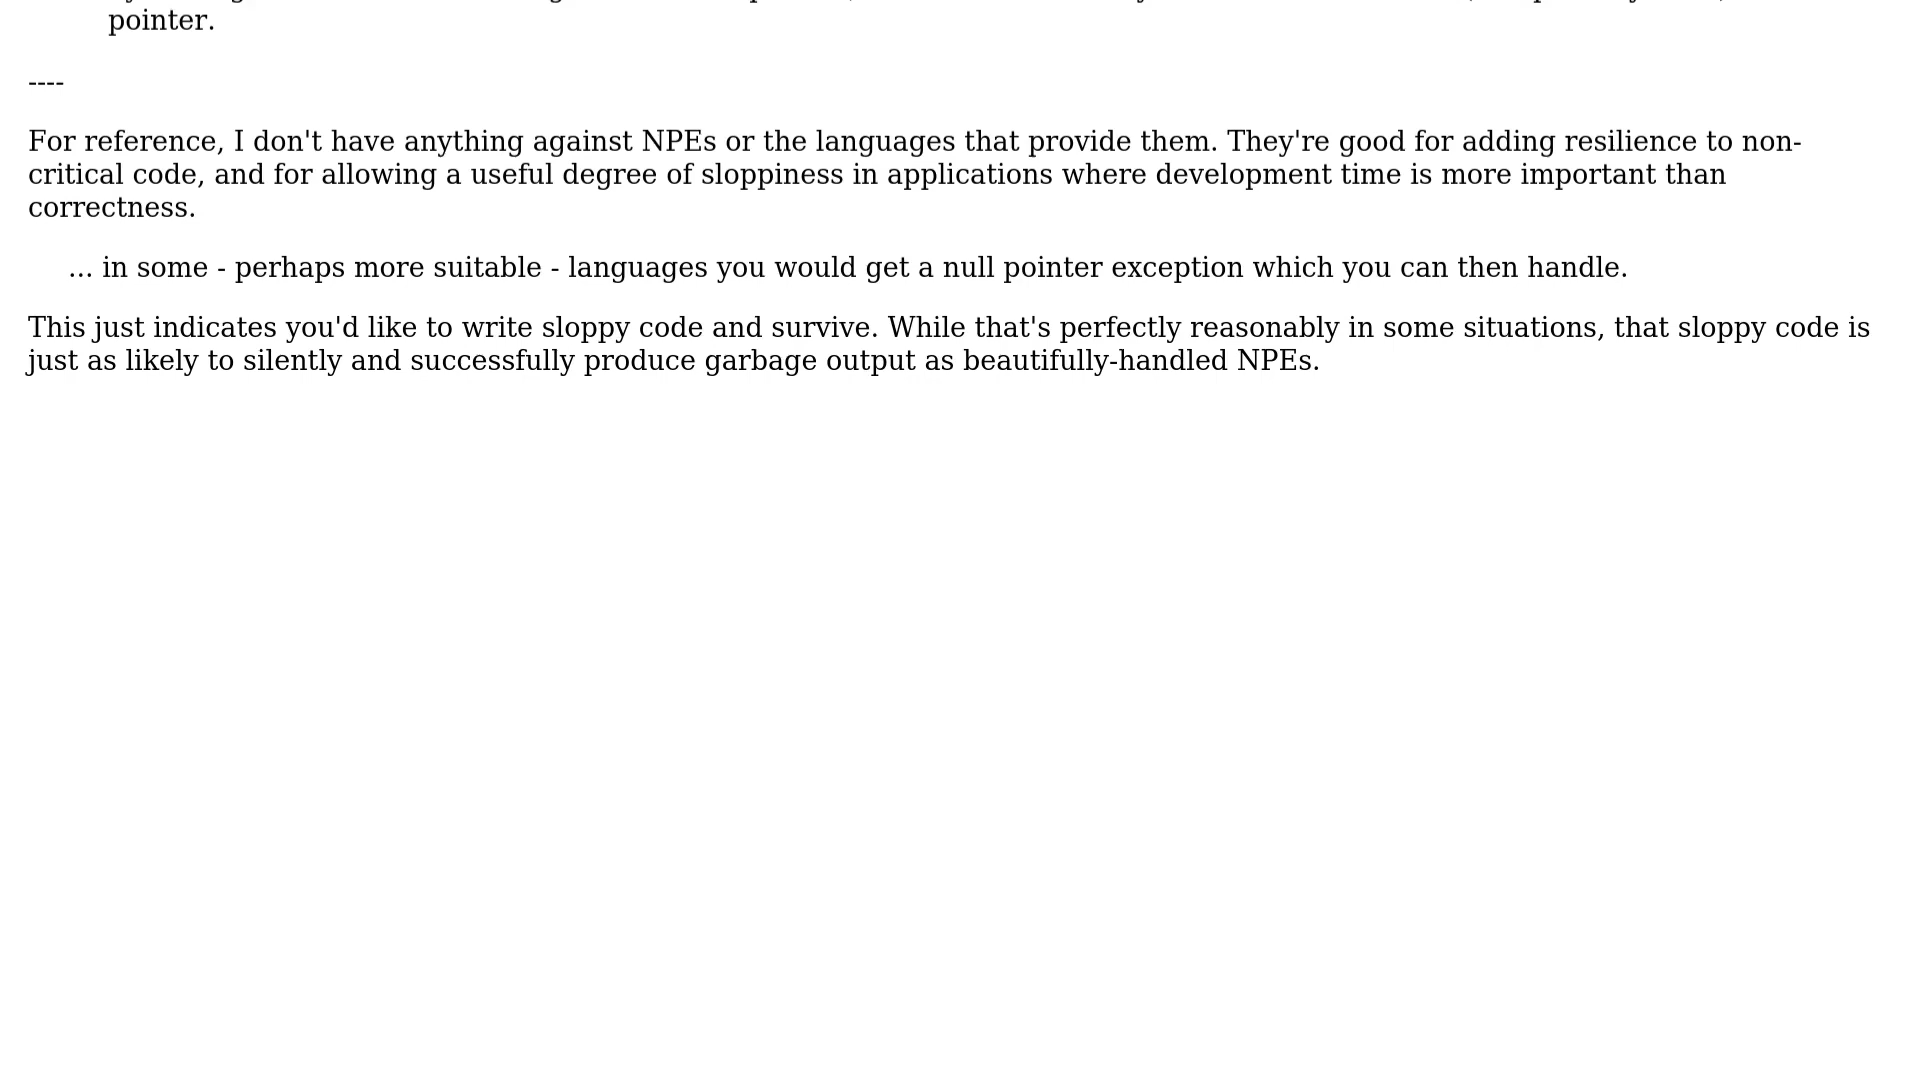 pointer.
----
For reference, I don't have anything against NPEs or the languages that provide them. They're good for adding resilience to non-
critical code, and for allowing a useful degree of sloppiness in applications where development time is more important than
correctness.
... in some - perhaps more suitable - languages you would get a null pointer exception which you can then handle.
This just indicates you'd like to write sloppy code and survive. While that's perfectly reasonably in some situations, that sloppy code is
just as likely to silently and successfully produce garbage output as beautifully-handled NPEs.